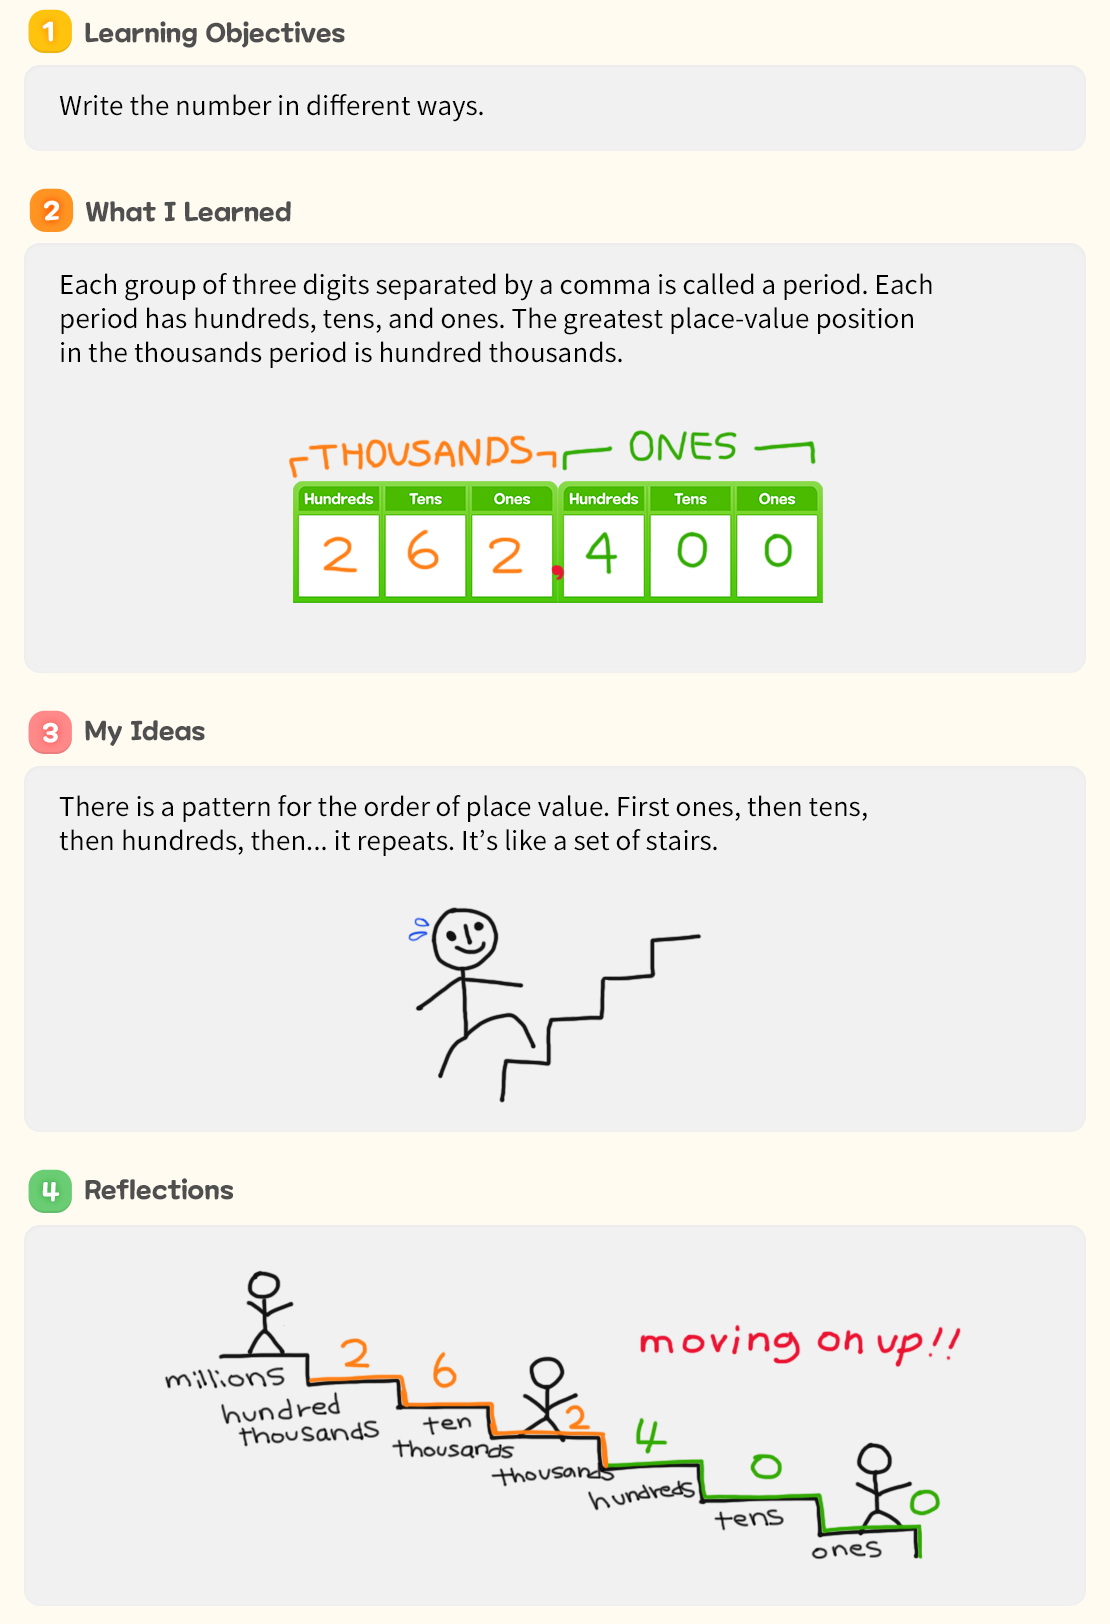 1 Learning Objectives
Write the number in different ways.
2 What I Learned
Each group of three digits separated by a comma is called a period. Each
period has hundreds, tens, and ones. The greatest place-value position
in the thousands period is hundred thousands.
THOUSANDS ONES
Hundreds Tens Ones Hundreds Tens Ones
2 6 2 , 4 0 0
3 My Ideas
There is a pattern for the order of place value. First ones, then tens,
then hundreds, then... it repeats. It’s like a set of stairs.
4 Reflections
moving on up!!
2 6 2 4 0 0
millions
hundred
thousands
ten
thousands
thousands
hundreds
tens
ones